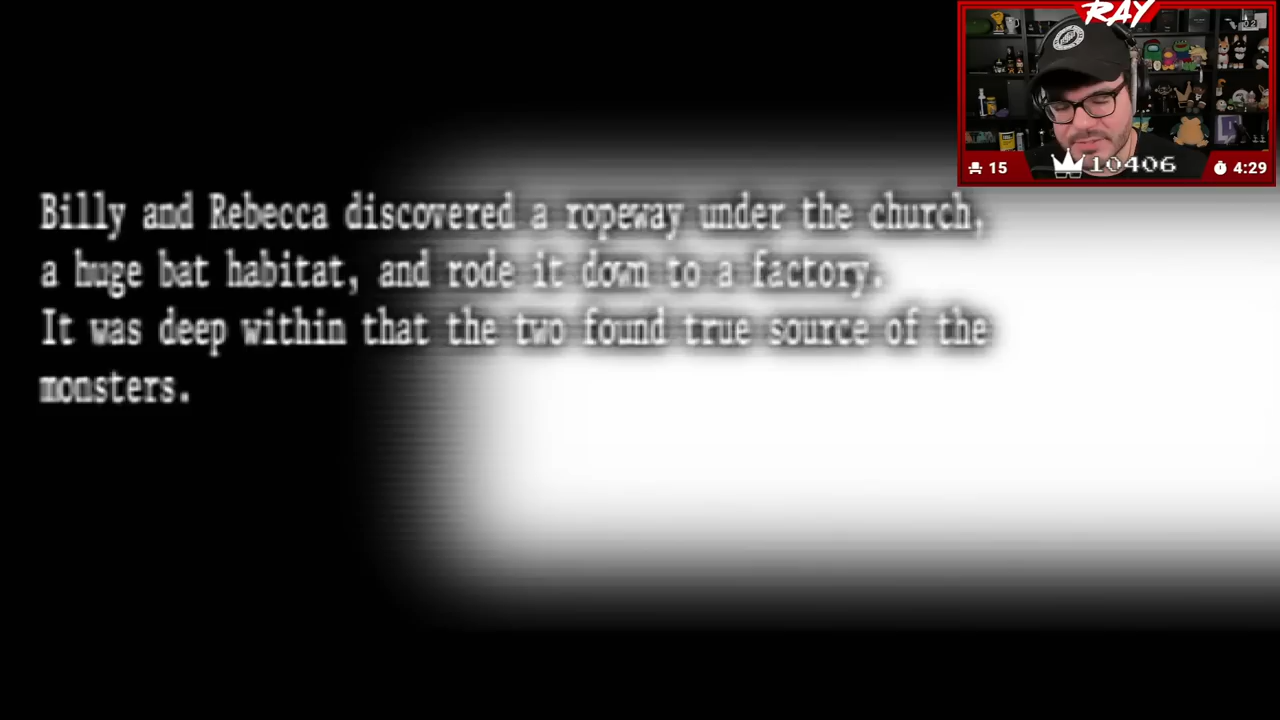 RAY
15
10406
4:29
Billy and Rebecca discovered a ropeway under the church,
a huge bat habitat, and rode it down to a factory.
It was deep within that the two found true source of the
monsters.